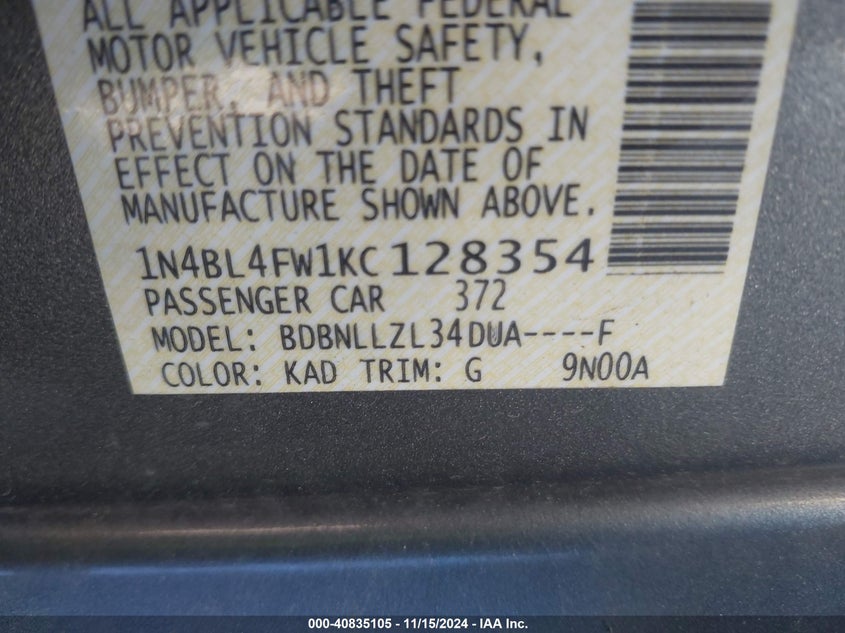 ALL APPLICABLE FEDERAL
MOTOR VEHICLE SAFETY,
BUMPER, AND THEFT
PREVENTION STANDARDS IN
EFFECT ON THE DATE OF
MANUFACTURE SHOWN ABOVE.
1N4BL4FW1KC128354
PASSENGER CAR 372
MODEL: BDBNLLZL34DUA----F
COLOR: KAD TRIM: G 9N00A
000-40835105 - 11/15/2024 - IAA Inc.